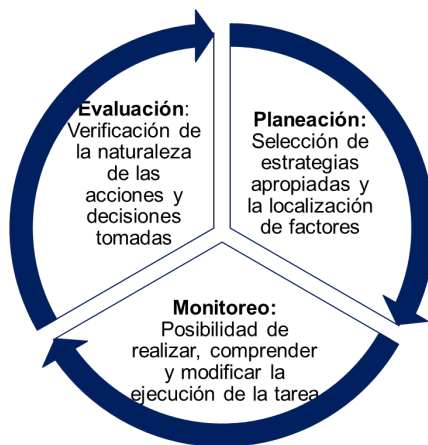 Evaluación:
Verificación de
la naturaleza
de las
acciones y
decisiones
tomadas
Planeación:
Selección de
estrategias
apropiadas y
la localización
de factores
Monitoreo:
Posibilidad de
realizar, comprender
y modificar la
ejecución de la tarea